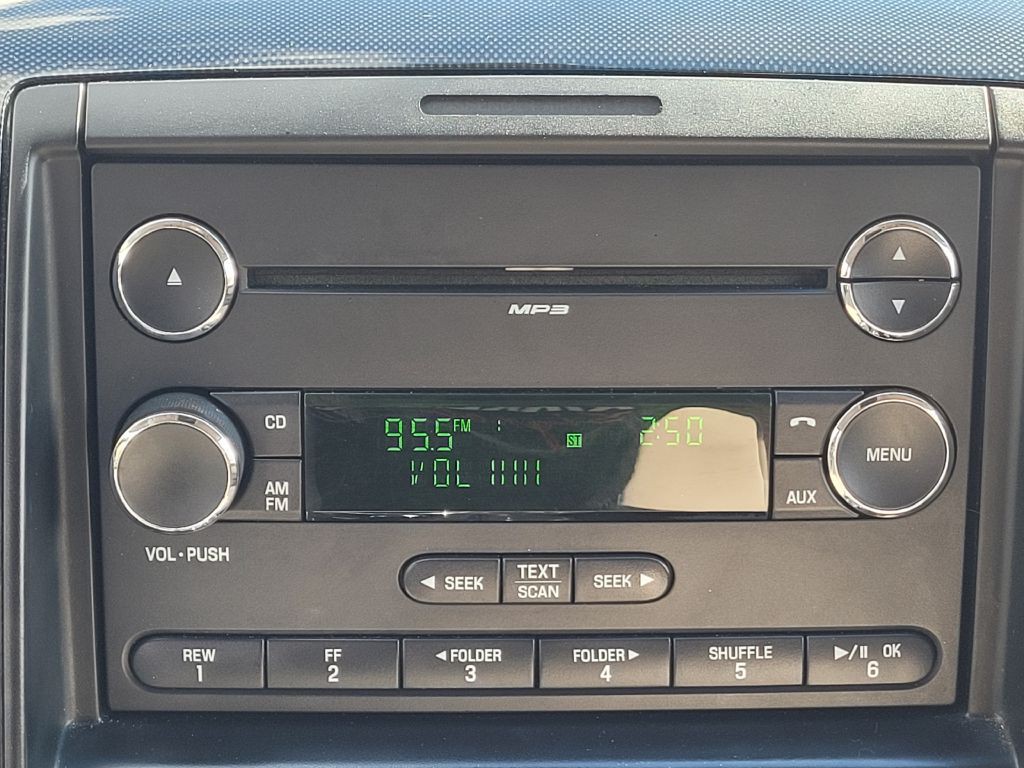 MP3
CD
95.5 FM 1 ST 2:50
VOL
AM
FM
AUX
MENU
VOL•PUSH
◀ SEEK
TEXT
SCAN
SEEK ▶
REW
1
FF
2
◀FOLDER
3
FOLDER▶
4
SHUFFLE
5
▶/II OK
6